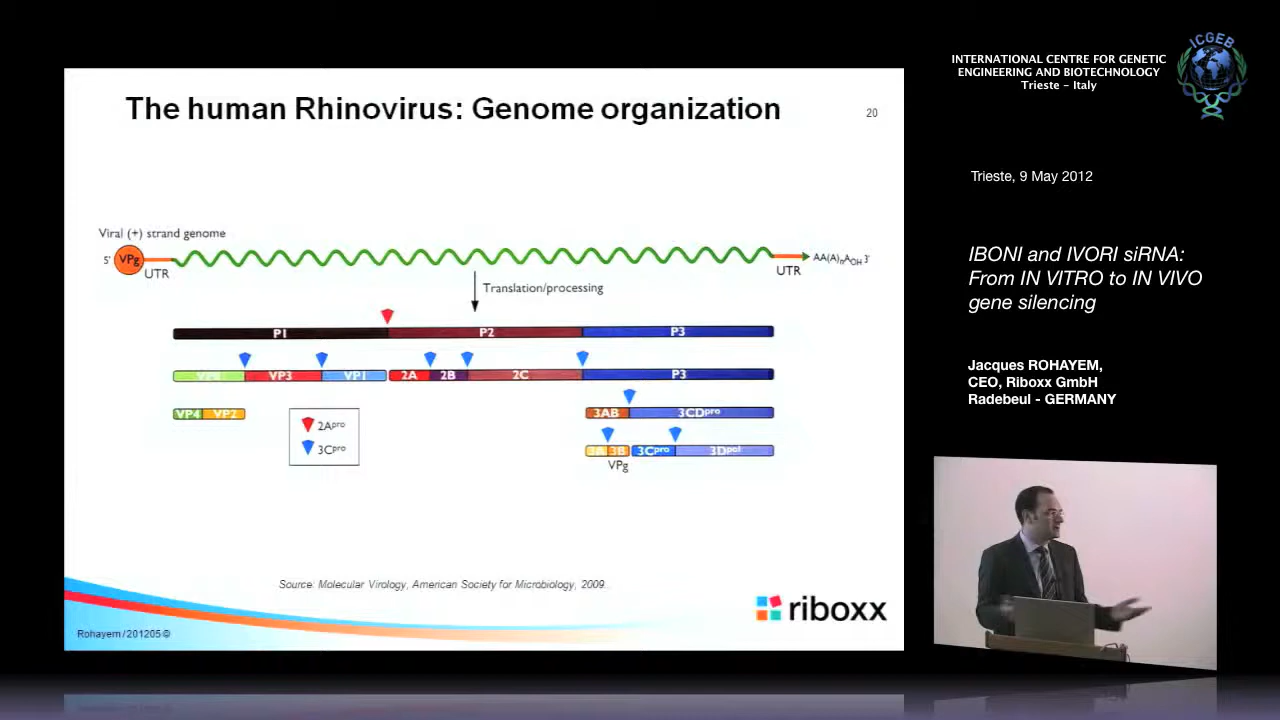 The human Rhinovirus: Genome organization
20
Viral (+) strand genome
5' VPg UTR
UTR AA(A)nAOH 3'
Translation/processing
P1 P2 P3
VP3 VP1 2A 2B 2C P3
VP4 VP2 3AB 3CDpro
2Apro
3Cpro
3A 3B 3Cpro 3Dpol
VPg
Source: Molecular Virology, American Society for Microbiology, 2009.
riboxx
Rohayem/201205©
ICGEB
INTERNATIONAL CENTRE FOR GENETIC
ENGINEERING AND BIOTECHNOLOGY
Trieste - Italy
Trieste, 9 May 2012
IBONI and IVORI siRNA:
From IN VITRO to IN VIVO
gene silencing
Jacques ROHAYEM,
CEO, Riboxx GmbH
Radebeul - GERMANY